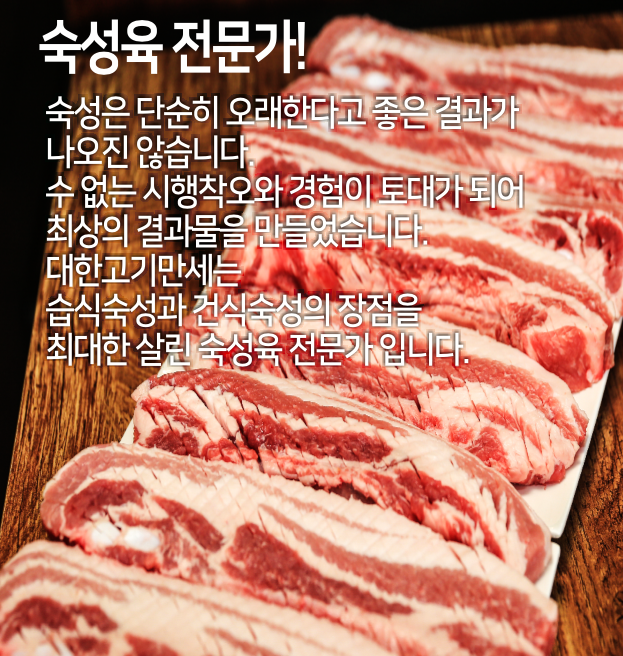 숙성육 전문가!
숙성은 단순히 오래한다고 좋은 결과가
나오진 않습니다.
수 없는 시행착오와 경험이 토대가 되어
최상의 결과물을 만들었습니다.
대한고기만세는
습식숙성과 건식숙성의 장점을
최대한 살린 숙성육 전문가 입니다.